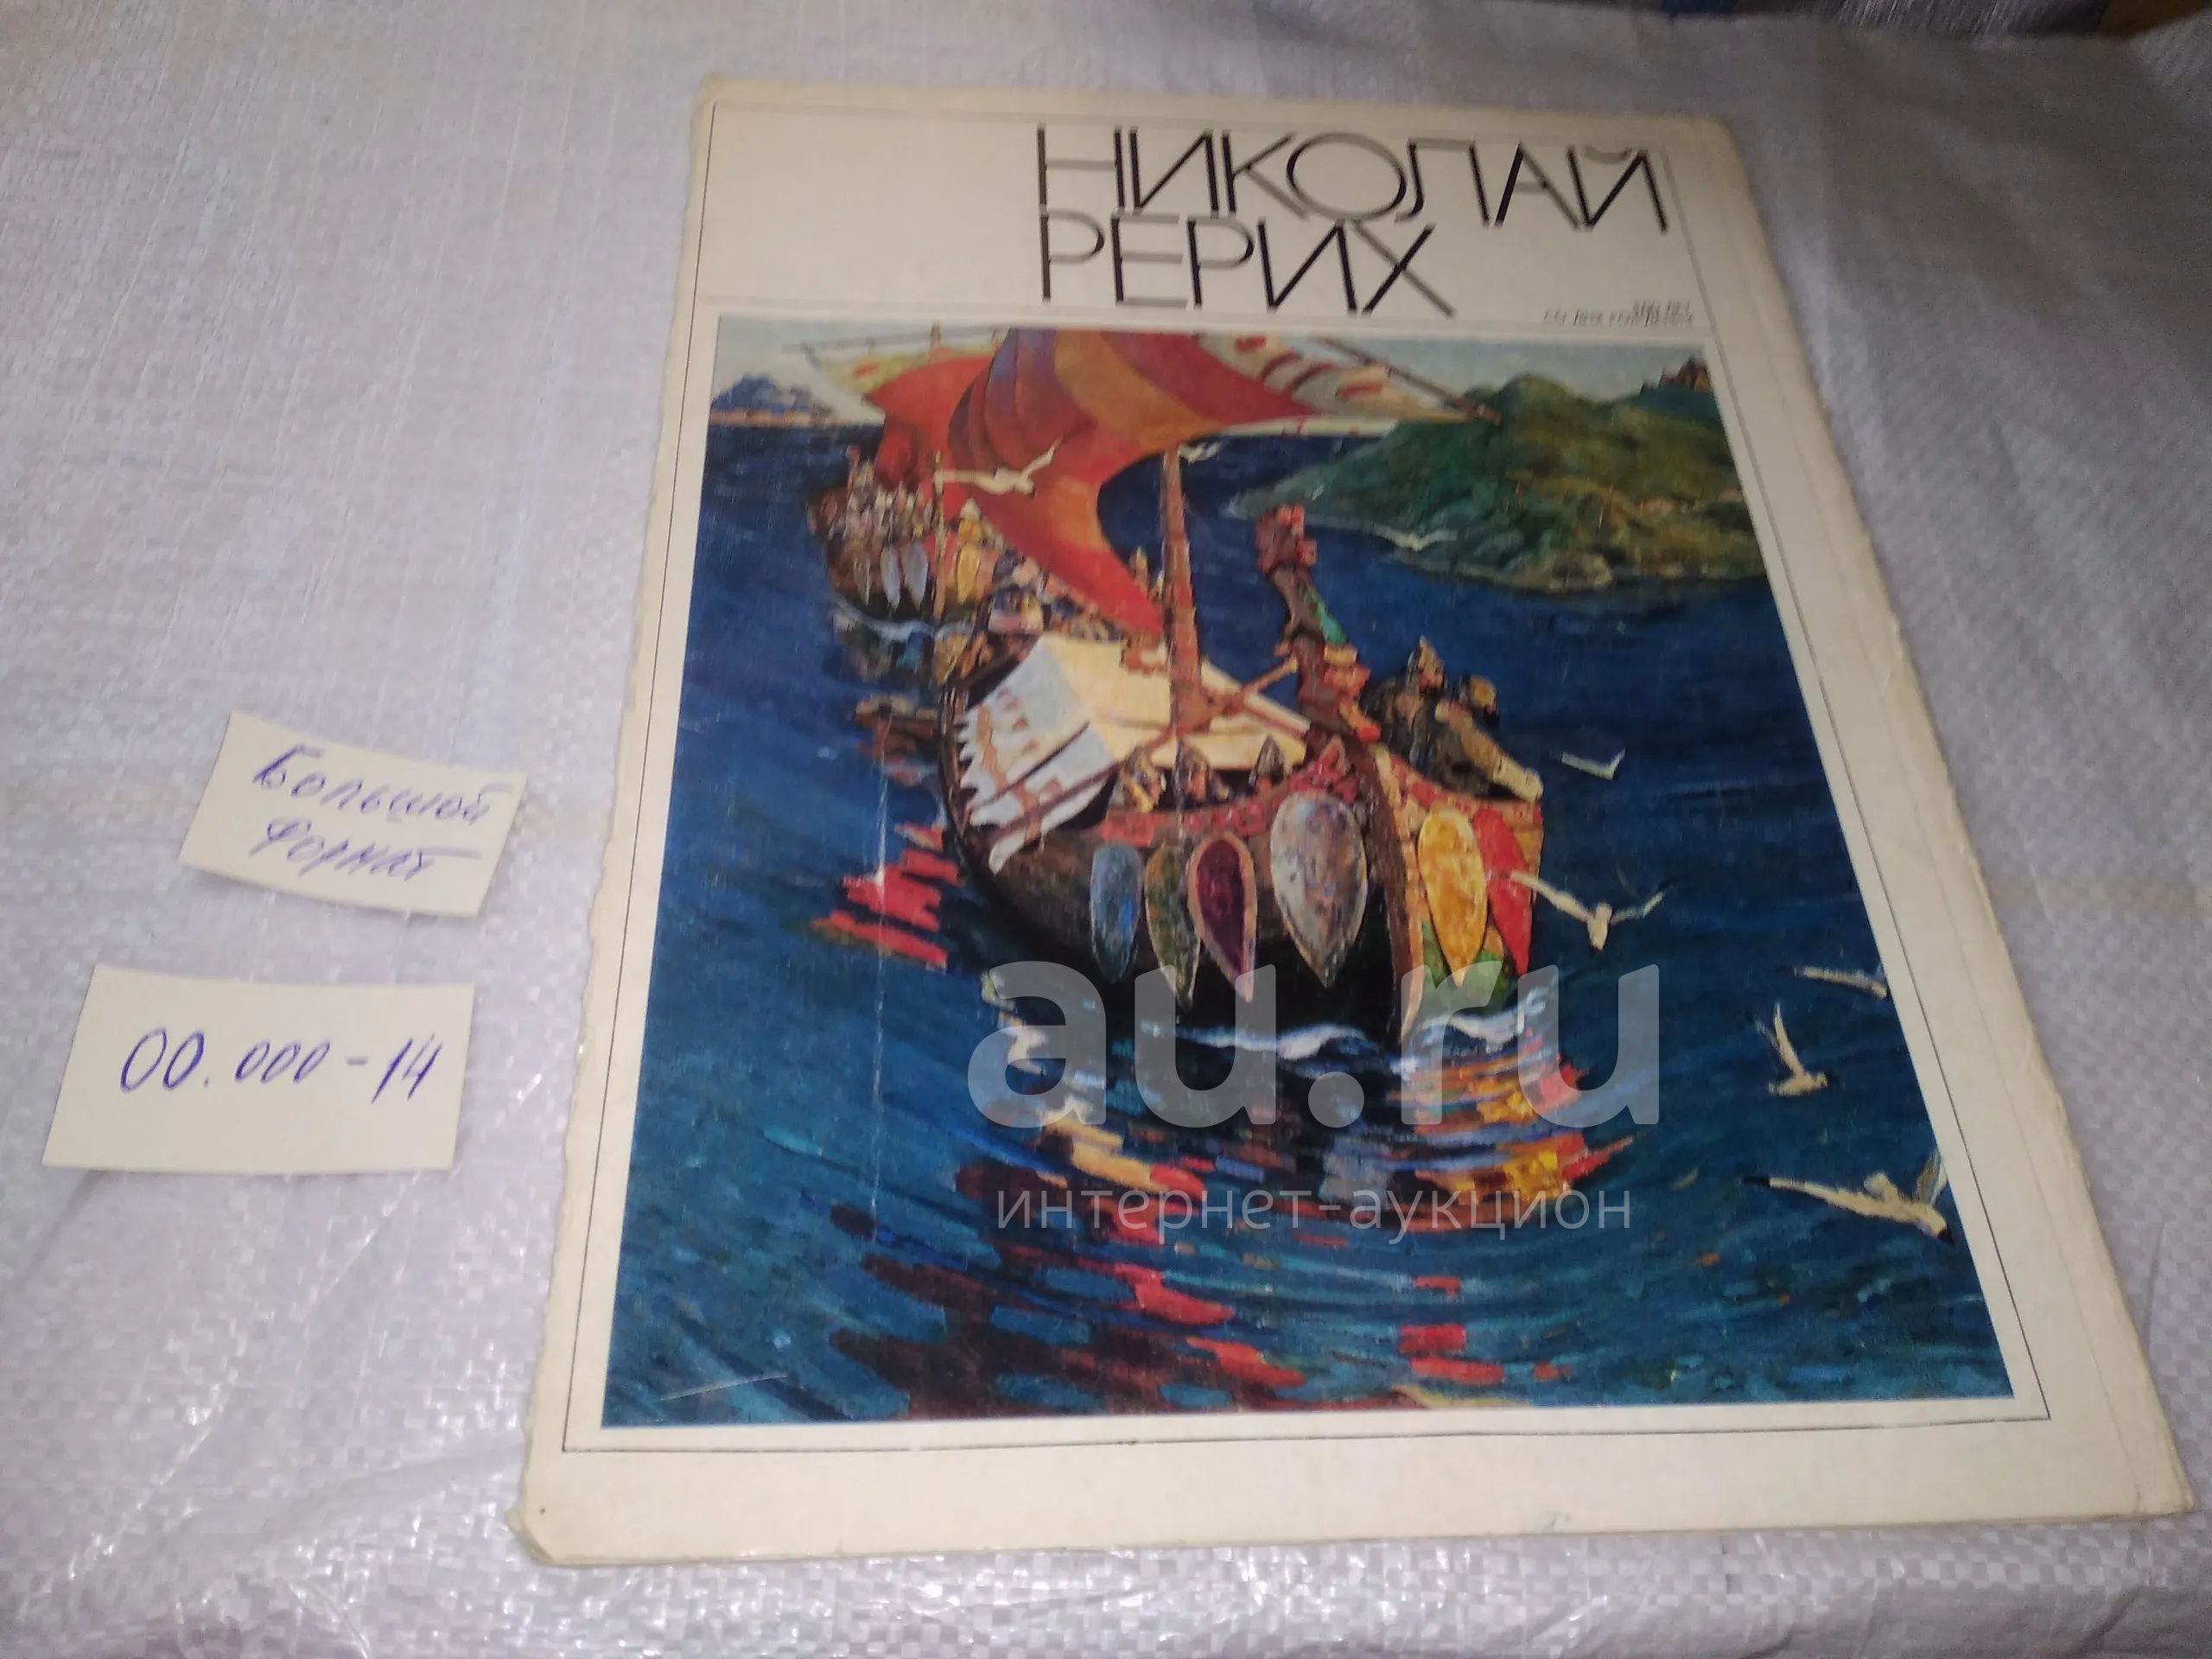 НИКОЛАЙ
РЕРИХ
Большой
формат
00.000-14
au.ru
интернет-аукцион